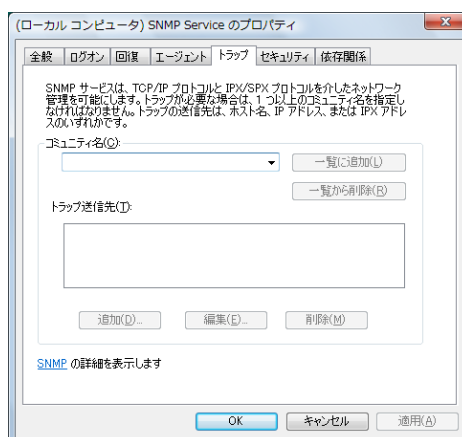 (ローカル コンピュータ) SNMP Service のプロパティ
全般 ログオン 回復 エージェント トラップ セキュリティ 依存関係
SNMP サービスは、TCP/IP プロトコルと IPX/SPX プロトコルを介したネットワーク
管理を可能にします。トラップが必要な場合は、1 つ以上のコミュニティ名を指定し
なければなりません。トラップの送信先は、ホスト名、IP アドレス、または IPX アドレ
スのいずれかです。
コミュニティ名(C):
一覧に追加(L)
一覧から削除(R)
トラップ送信先(T):
追加(D)... 編集(E)... 削除(M)
SNMP の詳細を表示します
OK キャンセル 適用(A)